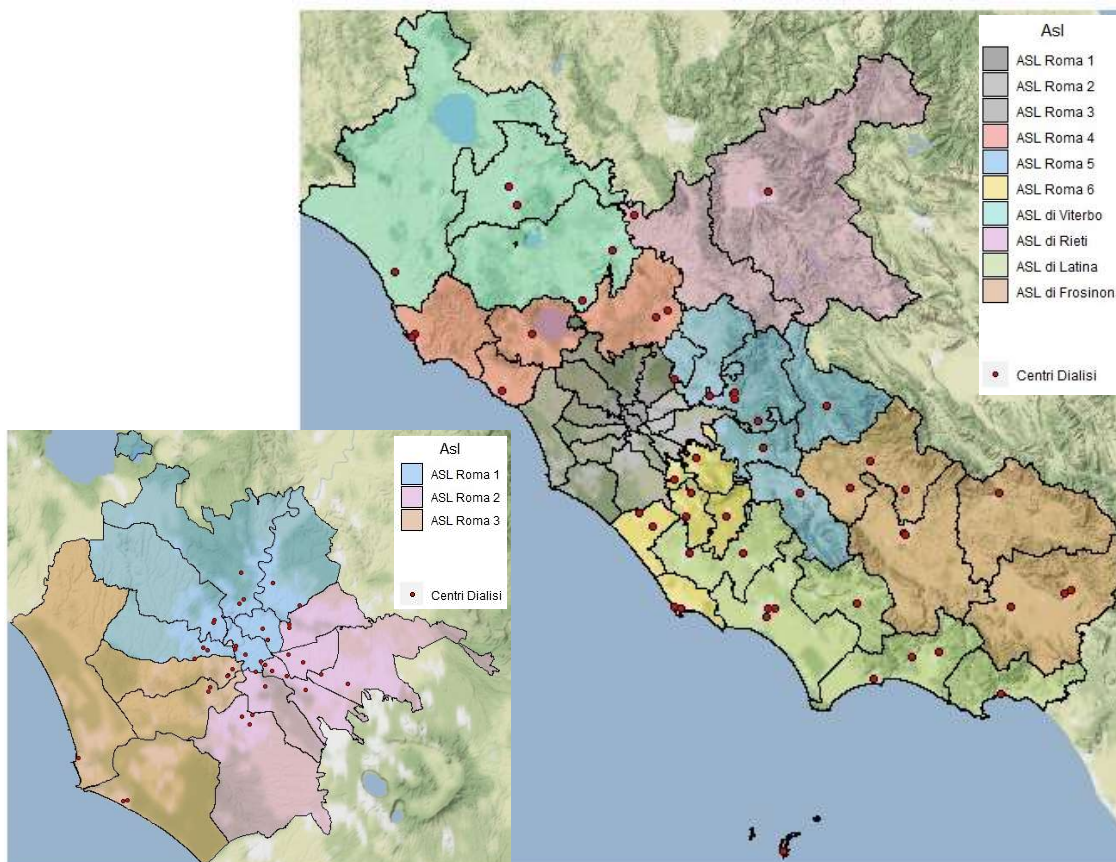 Asl
ASL Roma 1
ASL Roma 2
ASL Roma 3
ASL Roma 4
ASL Roma 5
ASL Roma 6
ASL di Viterbo
ASL di Rieti
ASL di Latina
ASL di Frosinon
Centri Dialisi
Asl
ASL Roma 1
ASL Roma 2
ASL Roma 3
Centri Dialisi